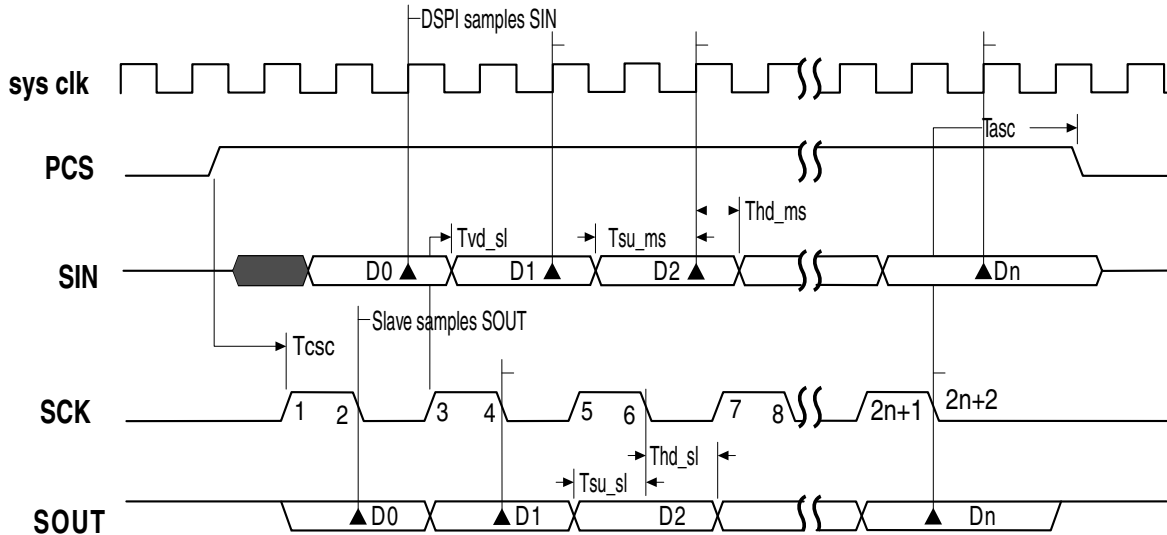 DSPI samples SIN
sys clk
Tasc
PCS
Thd_ms
Tvd_sl Tsu_ms
SIN D0 D1 D2 Dn
Slave samples SOUT
Tcsc
SCK 1 2 3 4 5 6 7 8 2n+1 2n+2
Thd_sl
Tsu_sl
SOUT D0 D1 D2 Dn